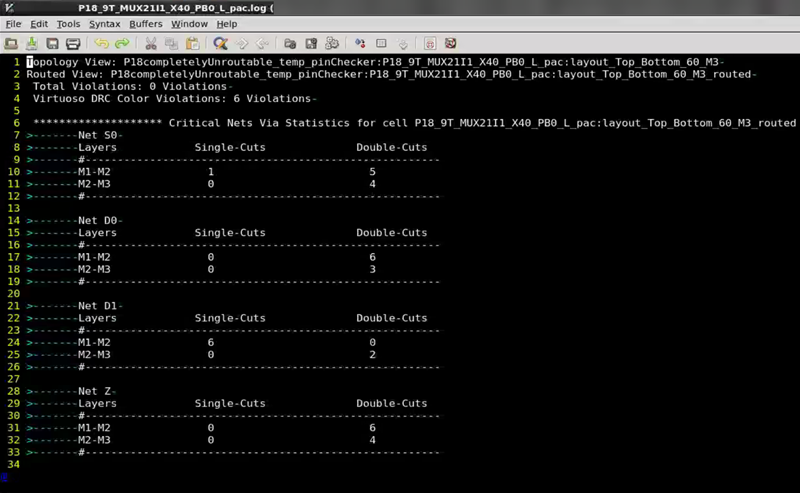 P18_9T_MUX21I1_X40_PB0_L_pac.log (
File Edit Tools Syntax Buffers Window Help
1 Topology View: P18completelyUnroutable_temp_pinChecker:P18_9T_MUX21I1_X40_PB0_L_pac:layout_Top_Bottom_60_M3-
2 Routed View: P18completelyUnroutable_temp_pinChecker:P18_9T_MUX21I1_X40_PB0_L_pac:layout_Top_Bottom_60_M3_routed-
3 Total Violations: 0 Violations-
4 Virtuoso DRC Color Violations: 6 Violations-
5
6 ******************** Critical Nets Via Statistics for cell P18_9T_MUX21I1_X40_PB0_L_pac:layout_Top_Bottom_60_M3_routed
7 >-------Net S0-
8 >-------Layers Single-Cuts Double-Cuts
9 >-------#-------------------------------------------------------
10 >-------M1-M2 1 5
11 >-------M2-M3 0 4
12 >-------#-------------------------------------------------------
13
14 >-------Net D0-
15 >-------Layers Single-Cuts Double-Cuts
16 >-------#-------------------------------------------------------
17 >-------M1-M2 0 6
18 >-------M2-M3 0 3
19 >-------#-------------------------------------------------------
20
21 >-------Net D1-
22 >-------Layers Single-Cuts Double-Cuts
23 >-------#-------------------------------------------------------
24 >-------M1-M2 6 0
25 >-------M2-M3 0 2
26 >-------#-------------------------------------------------------
27
28 >-------Net Z-
29 >-------Layers Single-Cuts Double-Cuts
30 >-------#-------------------------------------------------------
31 >-------M1-M2 0 6
32 >-------M2-M3 0 4
33 >-------#-------------------------------------------------------
34